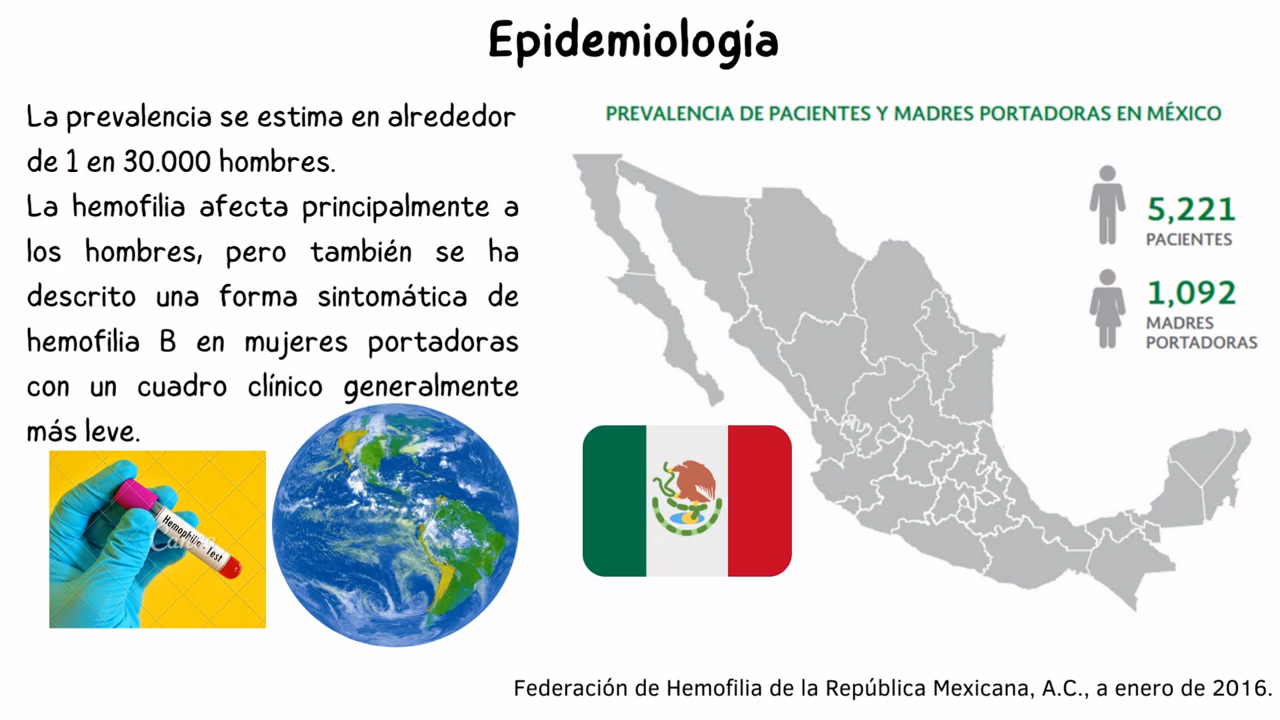 Epidemiología
La prevalencia se estima en alrededor
de 1 en 30.000 hombres.
La hemofilia afecta principalmente a
los hombres, pero también se ha
descrito una forma sintomática de
hemofilia B en mujeres portadoras
con un cuadro clínico generalmente
más leve.
Hemophilia - Test
Canva
PREVALENCIA DE PACIENTES Y MADRES PORTADORAS EN MÉXICO
5,221
PACIENTES
1,092
MADRES
PORTADORAS
Federación de Hemofilia de la República Mexicana, A.C., a enero de 2016.